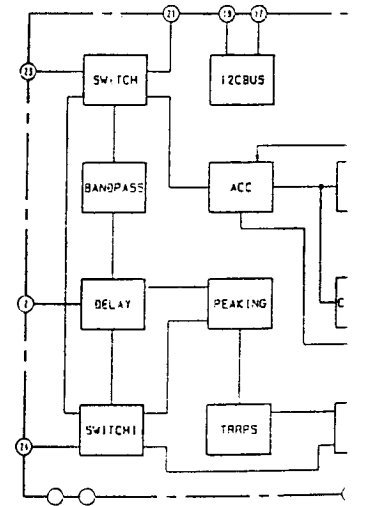 21
19
17
23
SWITCH
I2CBUS
BANDPASS
ACC
2
DELAY
PEAKING
C
SWITCH1
TRAPS
24